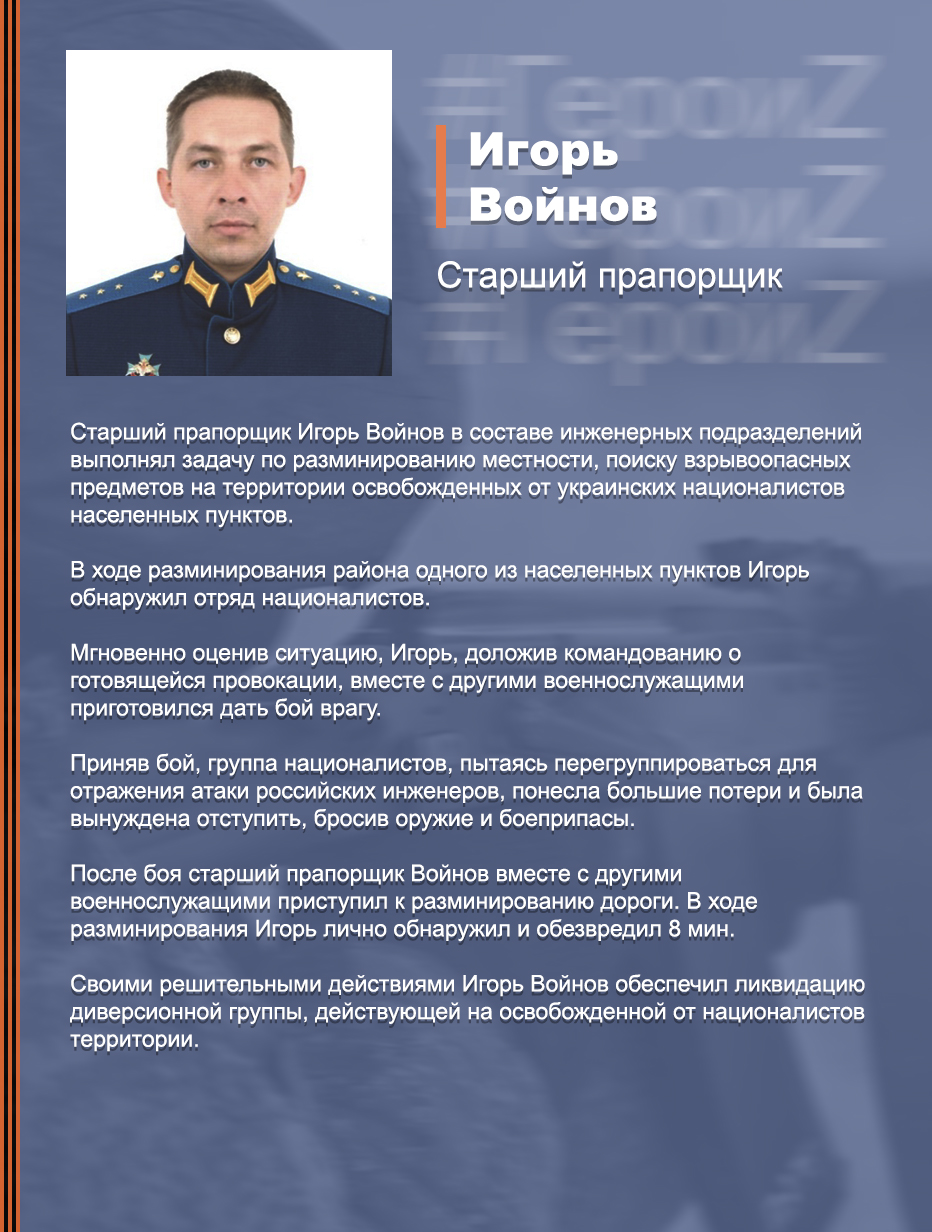 #ГероиZ
Игорь
Войнов
#ГероиZ
Старший прапорщик
#ГероиZ
Старший прапорщик Игорь Войнов в составе инженерных подразделений
выполнял задачу по разминированию местности, поиску взрывоопасных
предметов на территории освобожденных от украинских националистов
населенных пунктов.
В ходе разминирования района одного из населенных пунктов Игорь
обнаружил отряд националистов.
Мгновенно оценив ситуацию, Игорь, доложив командованию о
готовящейся провокации, вместе с другими военнослужащими
приготовился дать бой врагу.
Приняв бой, группа националистов, пытаясь перегруппироваться для
отражения атаки российских инженеров, понесла большие потери и была
вынуждена отступить, бросив оружие и боеприпасы.
После боя старший прапорщик Войнов вместе с другими
военнослужащими приступил к разминированию дороги. В ходе
разминирования Игорь лично обнаружил и обезвредил 8 мин.
Своими решительными действиями Игорь Войнов обеспечил ликвидацию
диверсионной группы, действующей на освобожденной от националистов
территории.